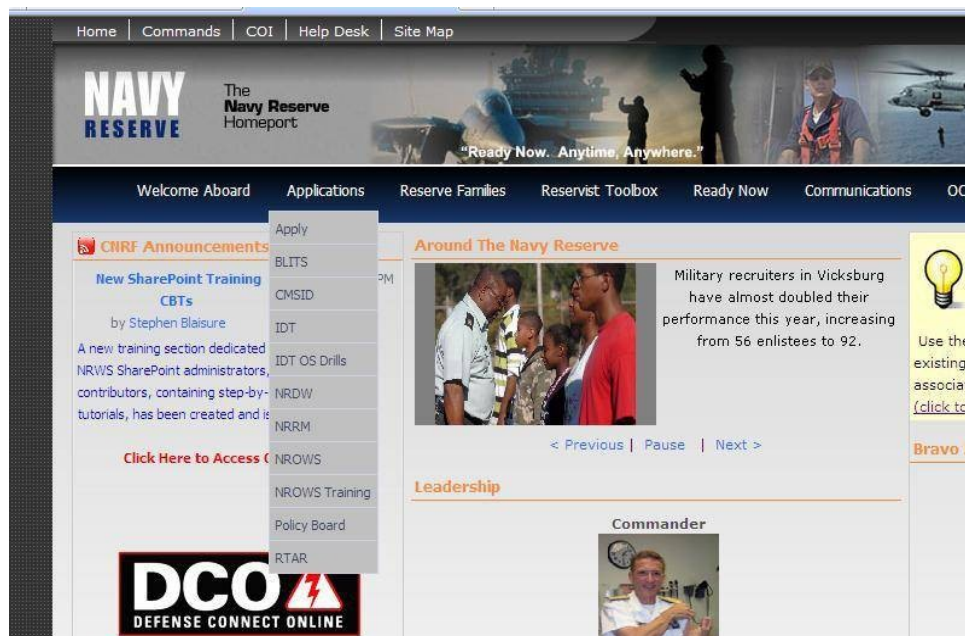 Home
Commands
COI
Help Desk
Site Map
NAVY
RESERVE
The
Navy Reserve
Homeport
"Ready Now. Anytime, Anywhere."
Welcome Aboard
Applications
Reserve Families
Reservist Toolbox
Ready Now
Communications
Apply
BLITS
CMSID
IDT
IDT OS Drills
NRDW
NRRM
NROWS
NROWS Training
Policy Board
RTAR
CNRF Announcements
New SharePoint Training
PM
CBTs
by Stephen Blaisure
A new training section dedicated
NRWS SharePoint administrators,
contributors, containing step-by-
tutorials, has been created and is
Click Here to Access
DCO
DEFENSE CONNECT ONLINE
Around The Navy Reserve
Military recruiters in Vicksburg
have almost doubled their
performance this year, increasing
from 56 enlistees to 92.
< Previous | Pause | Next >
Leadership
Commander
Use the
existing
associa
(click to
Bravo